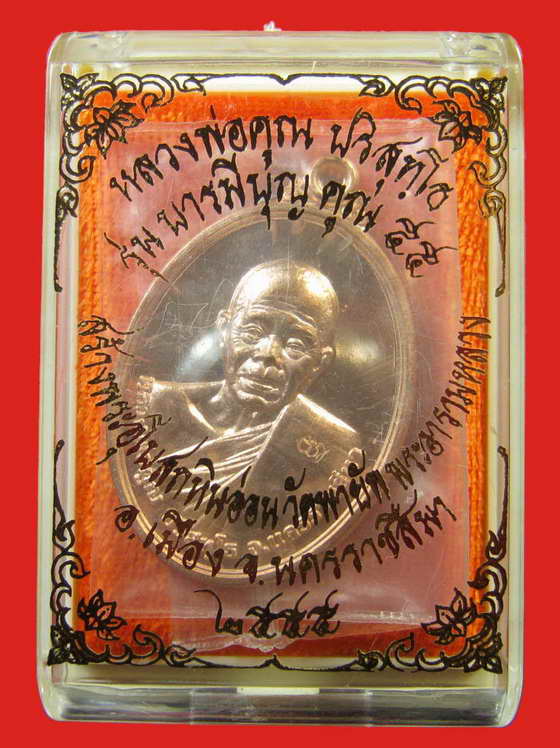 หลวงพ่อคูณ ปริสุทฺโธ
รุ่น บารมีบุญ คูณ ๕๕
สร้างพระอุโบสถหินอ่อน วัดพายัพ พระอารามหลวง
อ.เมือง จ.นครราชสีมา
๒๕๕๕